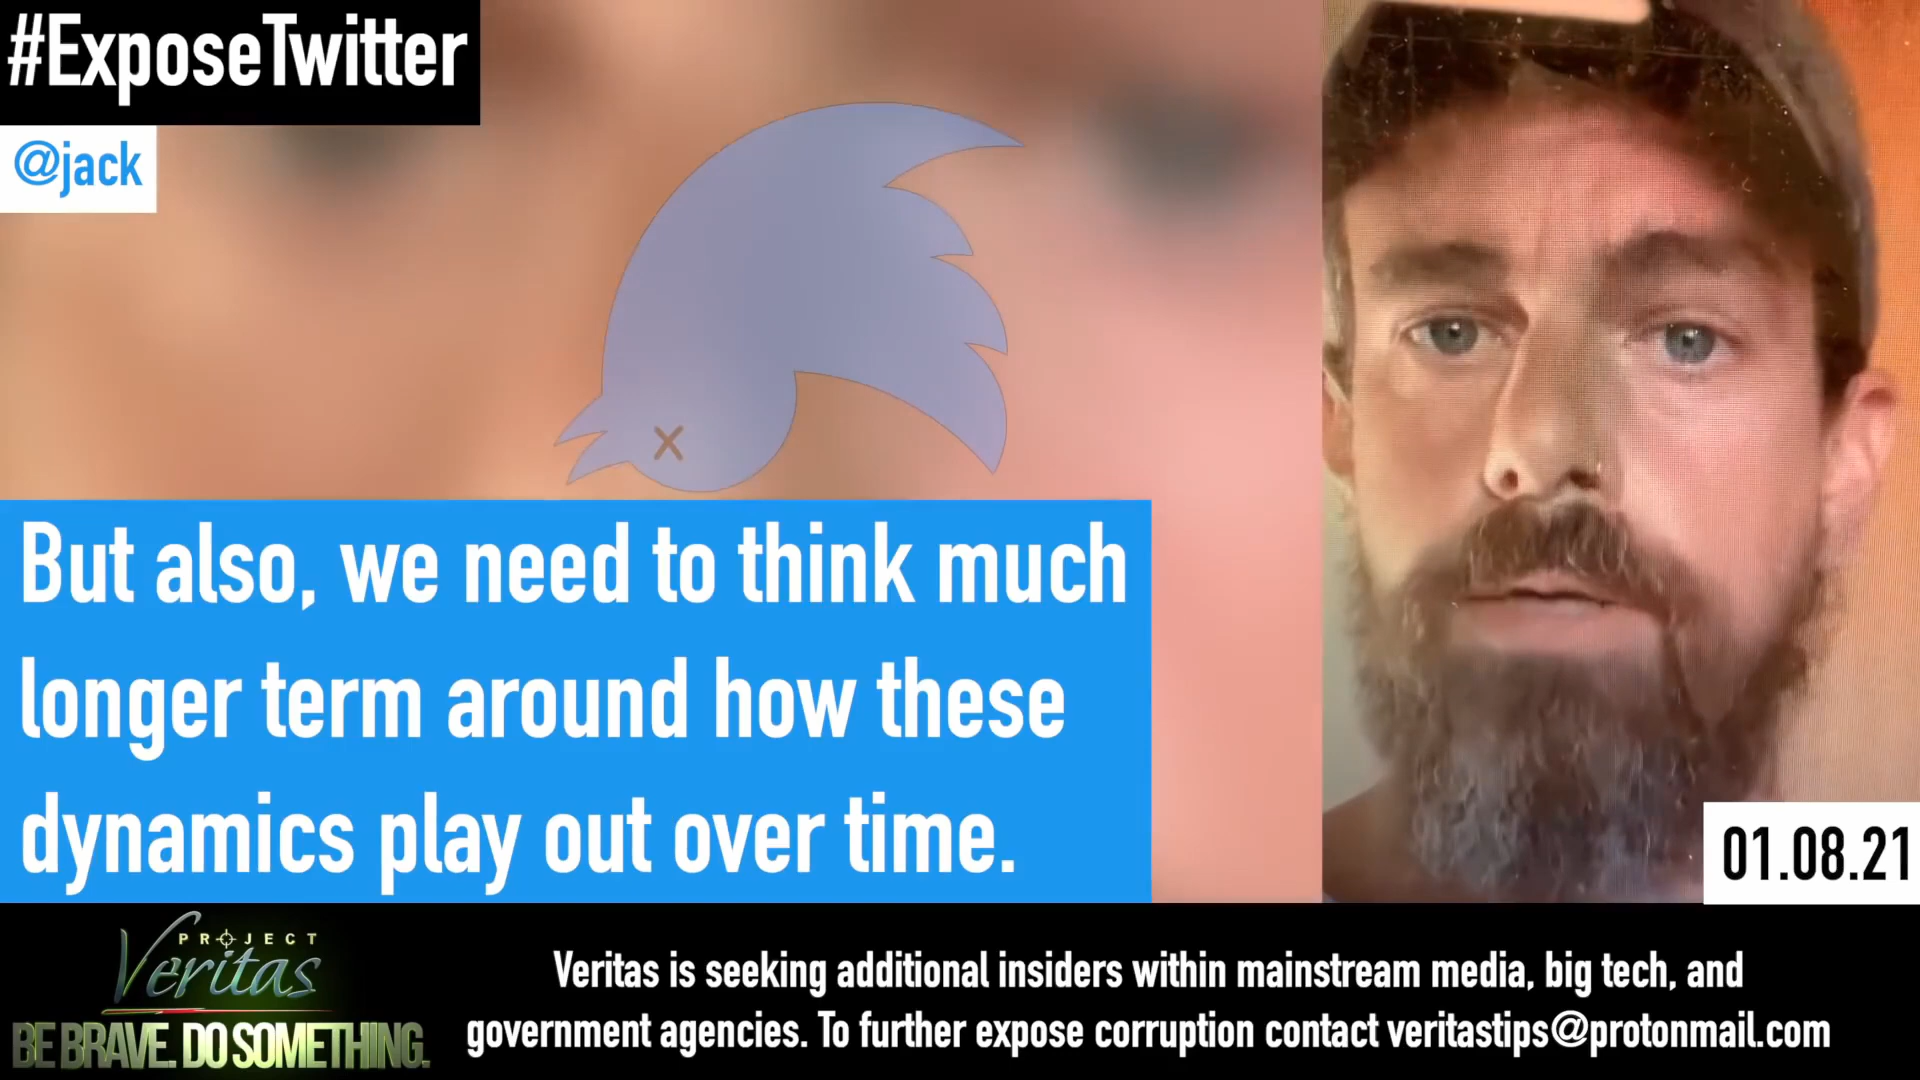 #ExposeTwitter
@jack
But also, we need to think much
longer term around how these
dynamics play out over time.
01.08.21
PROJECT
Veritas
BE BRAVE. DO SOMETHING.
Veritas is seeking additional insiders within mainstream media, big tech, and
government agencies. To further expose corruption contact veritastips@protonmail.com